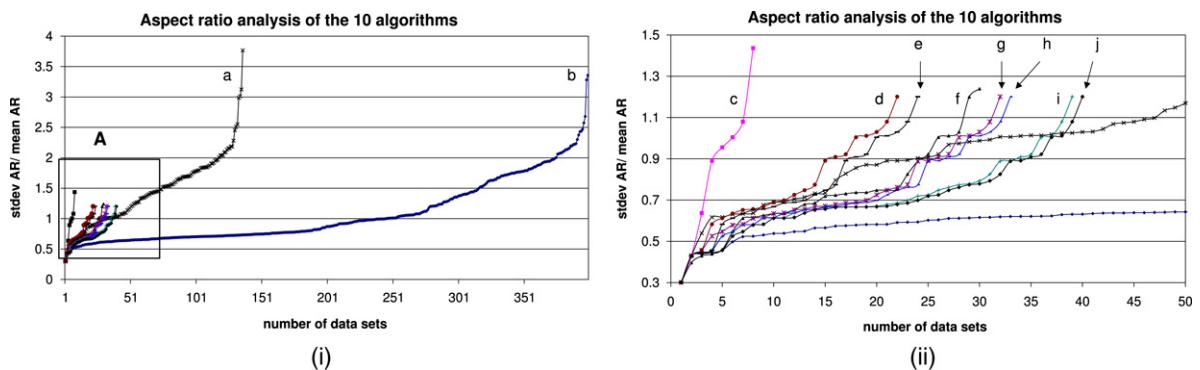 Aspect ratio analysis of the 10 algorithms
4
3.5
3
2.5
2
1.5
1
0.5
0
stdev AR/ mean AR
a
b
A
1 51 101 151 201 251 301 351
number of data sets
(i)
Aspect ratio analysis of the 10 algorithms
1.5
1.3
1.1
0.9
0.7
0.5
0.3
stdev AR/ mean AR
e g h j
c d f i
0 5 10 15 20 25 30 35 40 45 50
number of data sets
(ii)